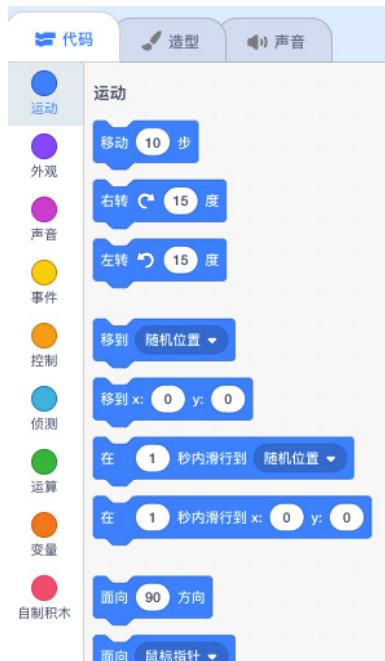 代码 造型 声音
运动
运动
外观
声音
事件
控制
侦测
运算
变量
自制积木
移动 10 步
右转 15 度
左转 15 度
移到 随机位置
移到 x: 0 y: 0
在 1 秒内滑行到 随机位置
在 1 秒内滑行到 x: 0 y: 0
面向 90 方向
面向 鼠标指针